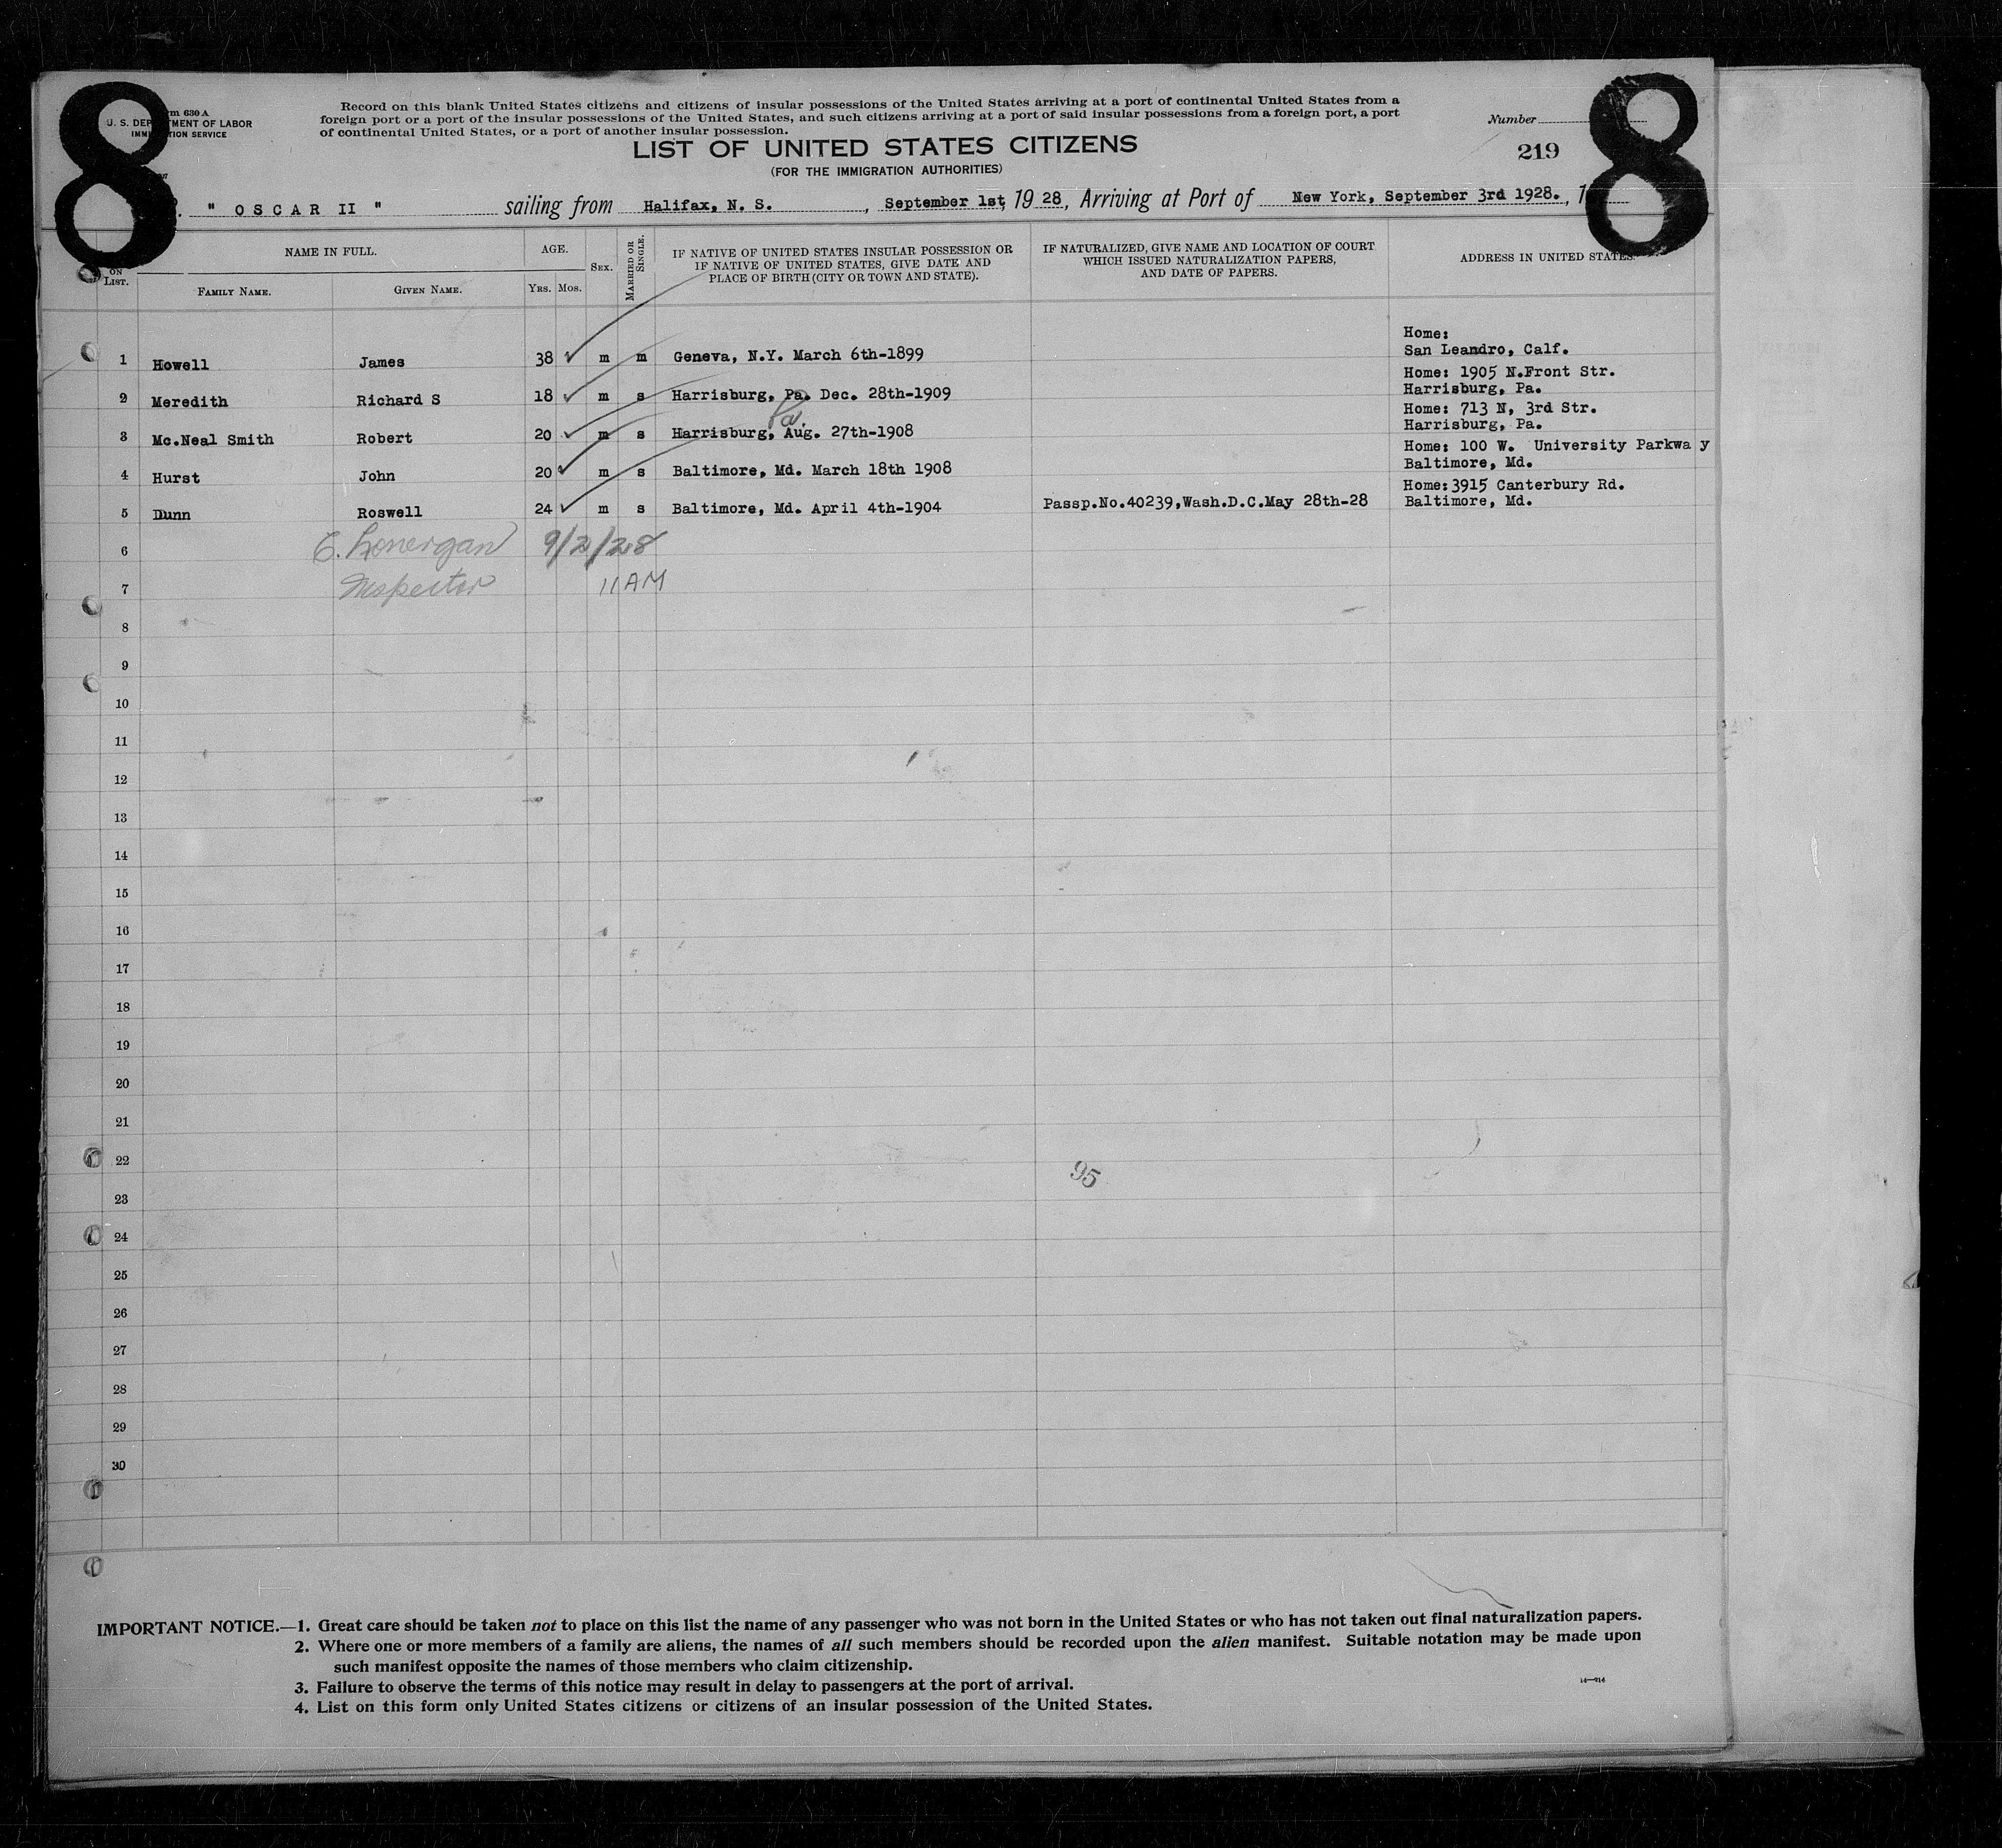 8
8
rm 630 A
U. S. DEP TMENT OF LABOR
IMM TION SERVICE
Record on this blank United States citizens and citizens of insular possessions of the United States arriving at a port of continental United States from a
foreign port or a port of the insular possessions of the United States, and such citizens arriving at a port of said insular possessions from a foreign port, a port
of continental United States, or a port of another insular possession.
Number
LIST OF UNITED STATES CITIZENS
219
(FOR THE IMMIGRATION AUTHORITIES)
" OSCAR II " sailing from Halifax, N. S. , September 1st, 19 28, Arriving at Port of New York, September 3rd 1928. , 1
ON LIST.
NAME IN FULL.
FAMILY NAME.
GIVEN NAME.
AGE.
YRS. MOS.
SEX.
MARRIED OR SINGLE.
IF NATIVE OF UNITED STATES INSULAR POSSESSION OR
IF NATIVE OF UNITED STATES, GIVE DATE AND
PLACE OF BIRTH (CITY OR TOWN AND STATE).
IF NATURALIZED, GIVE NAME AND LOCATION OF COURT
WHICH ISSUED NATURALIZATION PAPERS,
AND DATE OF PAPERS.
ADDRESS IN UNITED STATES.
Home:
1 Howell James 38 m m Geneva, N.Y. March 6th-1899 San Leandro, Calf.
Home: 1905 N.Front Str.
2 Meredith Richard S 18 m s Harrisburg, Pa. Dec. 28th-1909 Harrisburg, Pa.
Pa. Home: 713 N, 3rd Str.
3 Mc.Neal Smith Robert 20 m s Harrisburg, Aug. 27th-1908 Harrisburg, Pa.
Home: 100 W. University Parkwa y
4 Hurst John 20 m s Baltimore, Md. March 18th 1908 Baltimore, Md.
Home:3915 Canterbury Rd.
5 Dunn Roswell 24 m s Baltimore, Md. April 4th-1904 Passp.No.40239,Wash.D.C.May 28th-28 Baltimore, Md.
6 C. Lonergan 9/2/28
7 Inspector 11 AM
8
9
10
11
12
13
14
15
16
17
18
19
20
21
22
95
23
24
25
26
27
28
29
30
IMPORTANT NOTICE.—1. Great care should be taken not to place on this list the name of any passenger who was not born in the United States or who has not taken out final naturalization papers.
2. Where one or more members of a family are aliens, the names of all such members should be recorded upon the alien manifest. Suitable notation may be made upon
such manifest opposite the names of those members who claim citizenship.
3. Failure to observe the terms of this notice may result in delay to passengers at the port of arrival.
14—214
4. List on this form only United States citizens or citizens of an insular possession of the United States.